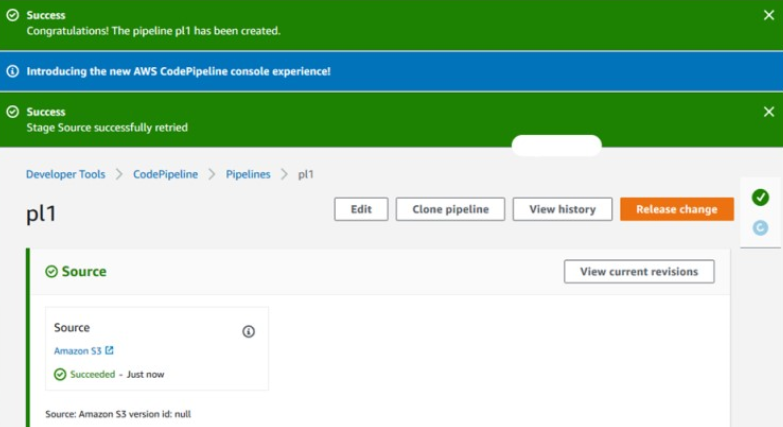 Success
Congratulations! The pipeline pl1 has been created.
Introducing the new AWS CodePipeline console experience!
Success
Stage Source successfully retried
Developer Tools > CodePipeline > Pipelines > pl1
pl1 Edit Clone pipeline View history Release change
Source View current revisions
Source
Amazon S3
Succeeded - Just now
Source: Amazon S3 version id: null